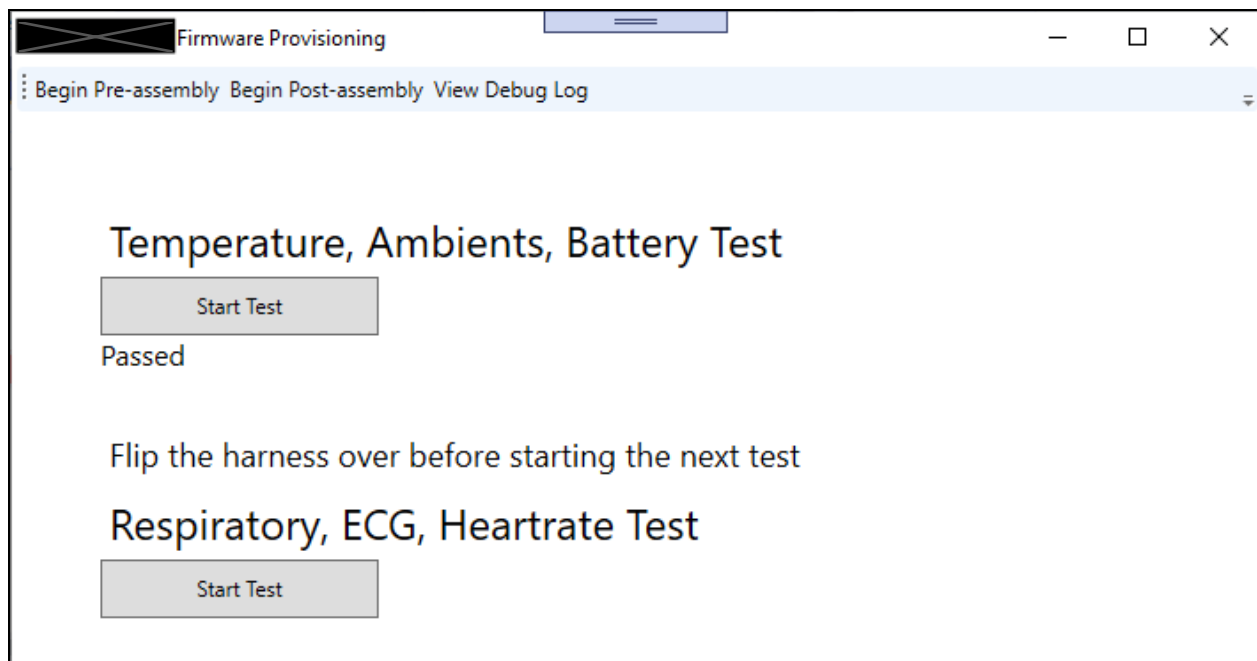 Firmware Provisioning
Begin Pre-assembly Begin Post-assembly View Debug Log
Temperature, Ambients, Battery Test
Start Test
Passed
Flip the harness over before starting the next test
Respiratory, ECG, Heartrate Test
Start Test